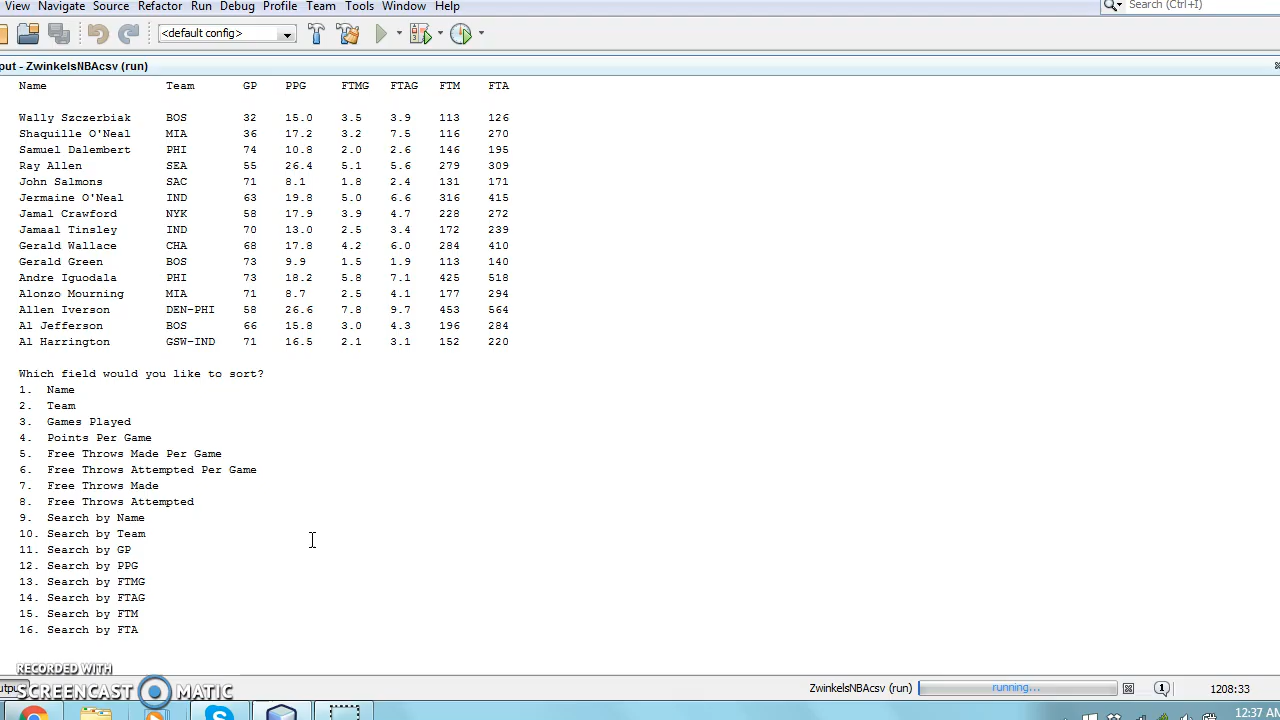 View Navigate Source Refactor Run Debug Profile Team Tools Window Help
Search (Ctrl+I)
<default config>
put - ZwinkelsNBAcsv (run)
Name Team GP PPG FTMG FTAG FTM FTA
Wally Szczerbiak BOS 32 15.0 3.5 3.9 113 126
Shaquille O'Neal MIA 36 17.2 3.2 7.5 116 270
Samuel Dalembert PHI 74 10.8 2.0 2.6 146 195
Ray Allen SEA 55 26.4 5.1 5.6 279 309
John Salmons SAC 71 8.1 1.8 2.4 131 171
Jermaine O'Neal IND 63 19.8 5.0 6.6 316 415
Jamal Crawford NYK 58 17.9 3.9 4.7 228 272
Jamaal Tinsley IND 70 13.0 2.5 3.4 172 239
Gerald Wallace CHA 68 17.8 4.2 6.0 284 410
Gerald Green BOS 73 9.9 1.5 1.9 113 140
Andre Iguodala PHI 73 18.2 5.8 7.1 425 518
Alonzo Mourning MIA 71 8.7 2.5 4.1 177 294
Allen Iverson DEN-PHI 58 26.6 7.8 9.7 453 564
Al Jefferson BOS 66 15.8 3.0 4.3 196 284
Al Harrington GSW-IND 71 16.5 2.1 3.1 152 220
Which field would you like to sort?
1. Name
2. Team
3. Games Played
4. Points Per Game
5. Free Throws Made Per Game
6. Free Throws Attempted Per Game
7. Free Throws Made
8. Free Throws Attempted
9. Search by Name
10. Search by Team
11. Search by GP
12. Search by PPG
13. Search by FTMG
14. Search by FTAG
15. Search by FTM
16. Search by FTA
RECORDED WITH
SCREENCAST MATIC
utpu
ZwinkelsNBAcsv (run) running... 1 1208:33
12:37 AM